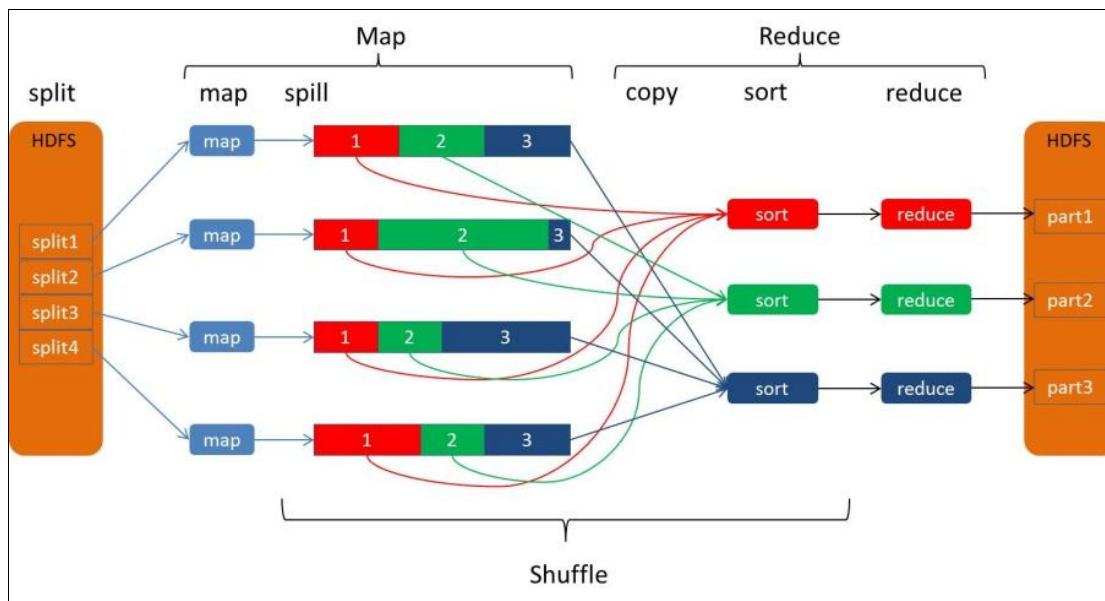 Map
Reduce
split
map
spill
copy
sort
reduce
HDFS
split1
split2
split3
split4
map
1 2 3
map
1 2 3
map
1 2 3
map
1 2 3
sort
reduce
sort
reduce
sort
reduce
HDFS
part1
part2
part3
Shuffle